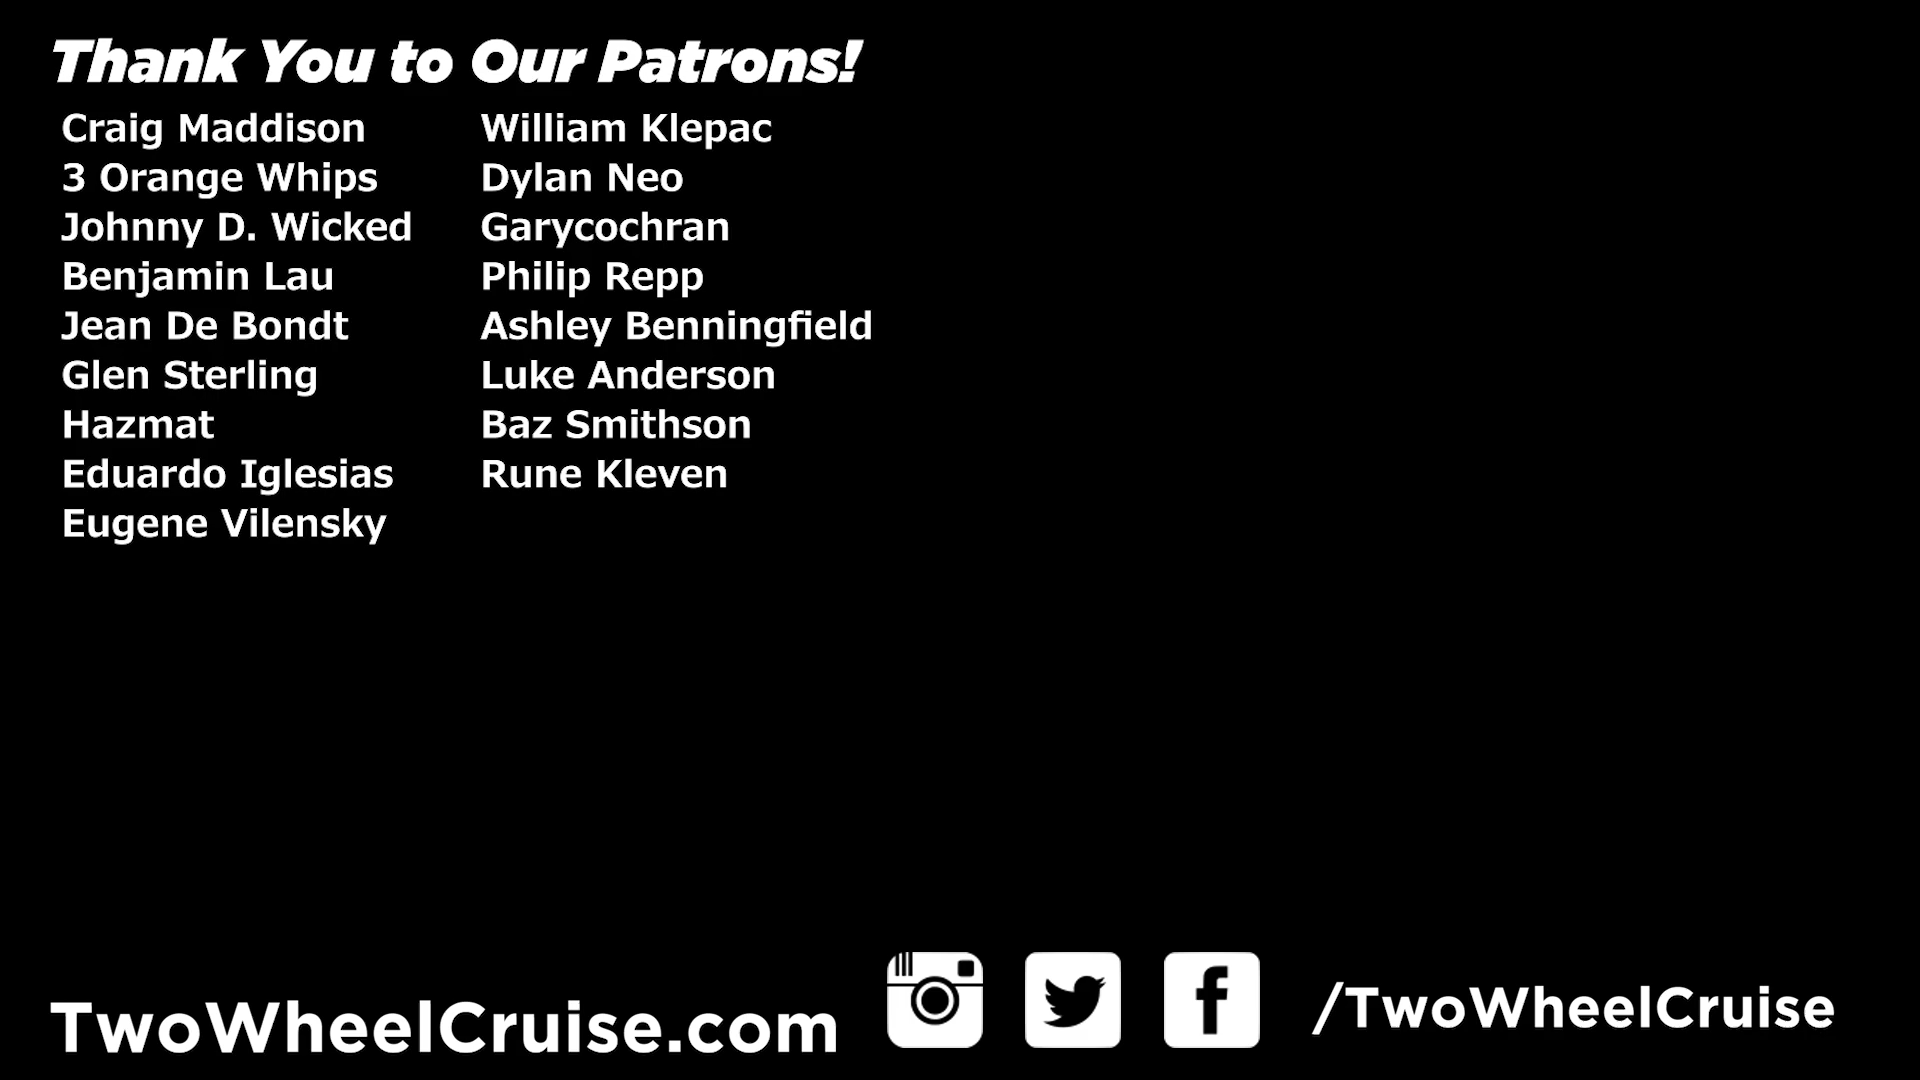 Thank You to Our Patrons!
Craig Maddison
3 Orange Whips
Johnny D. Wicked
Benjamin Lau
Jean De Bondt
Glen Sterling
Hazmat
Eduardo Iglesias
Eugene Vilensky
William Klepac
Dylan Neo
Garycochran
Philip Repp
Ashley Benningfield
Luke Anderson
Baz Smithson
Rune Kleven
TwoWheelCruise.com
/TwoWheelCruise